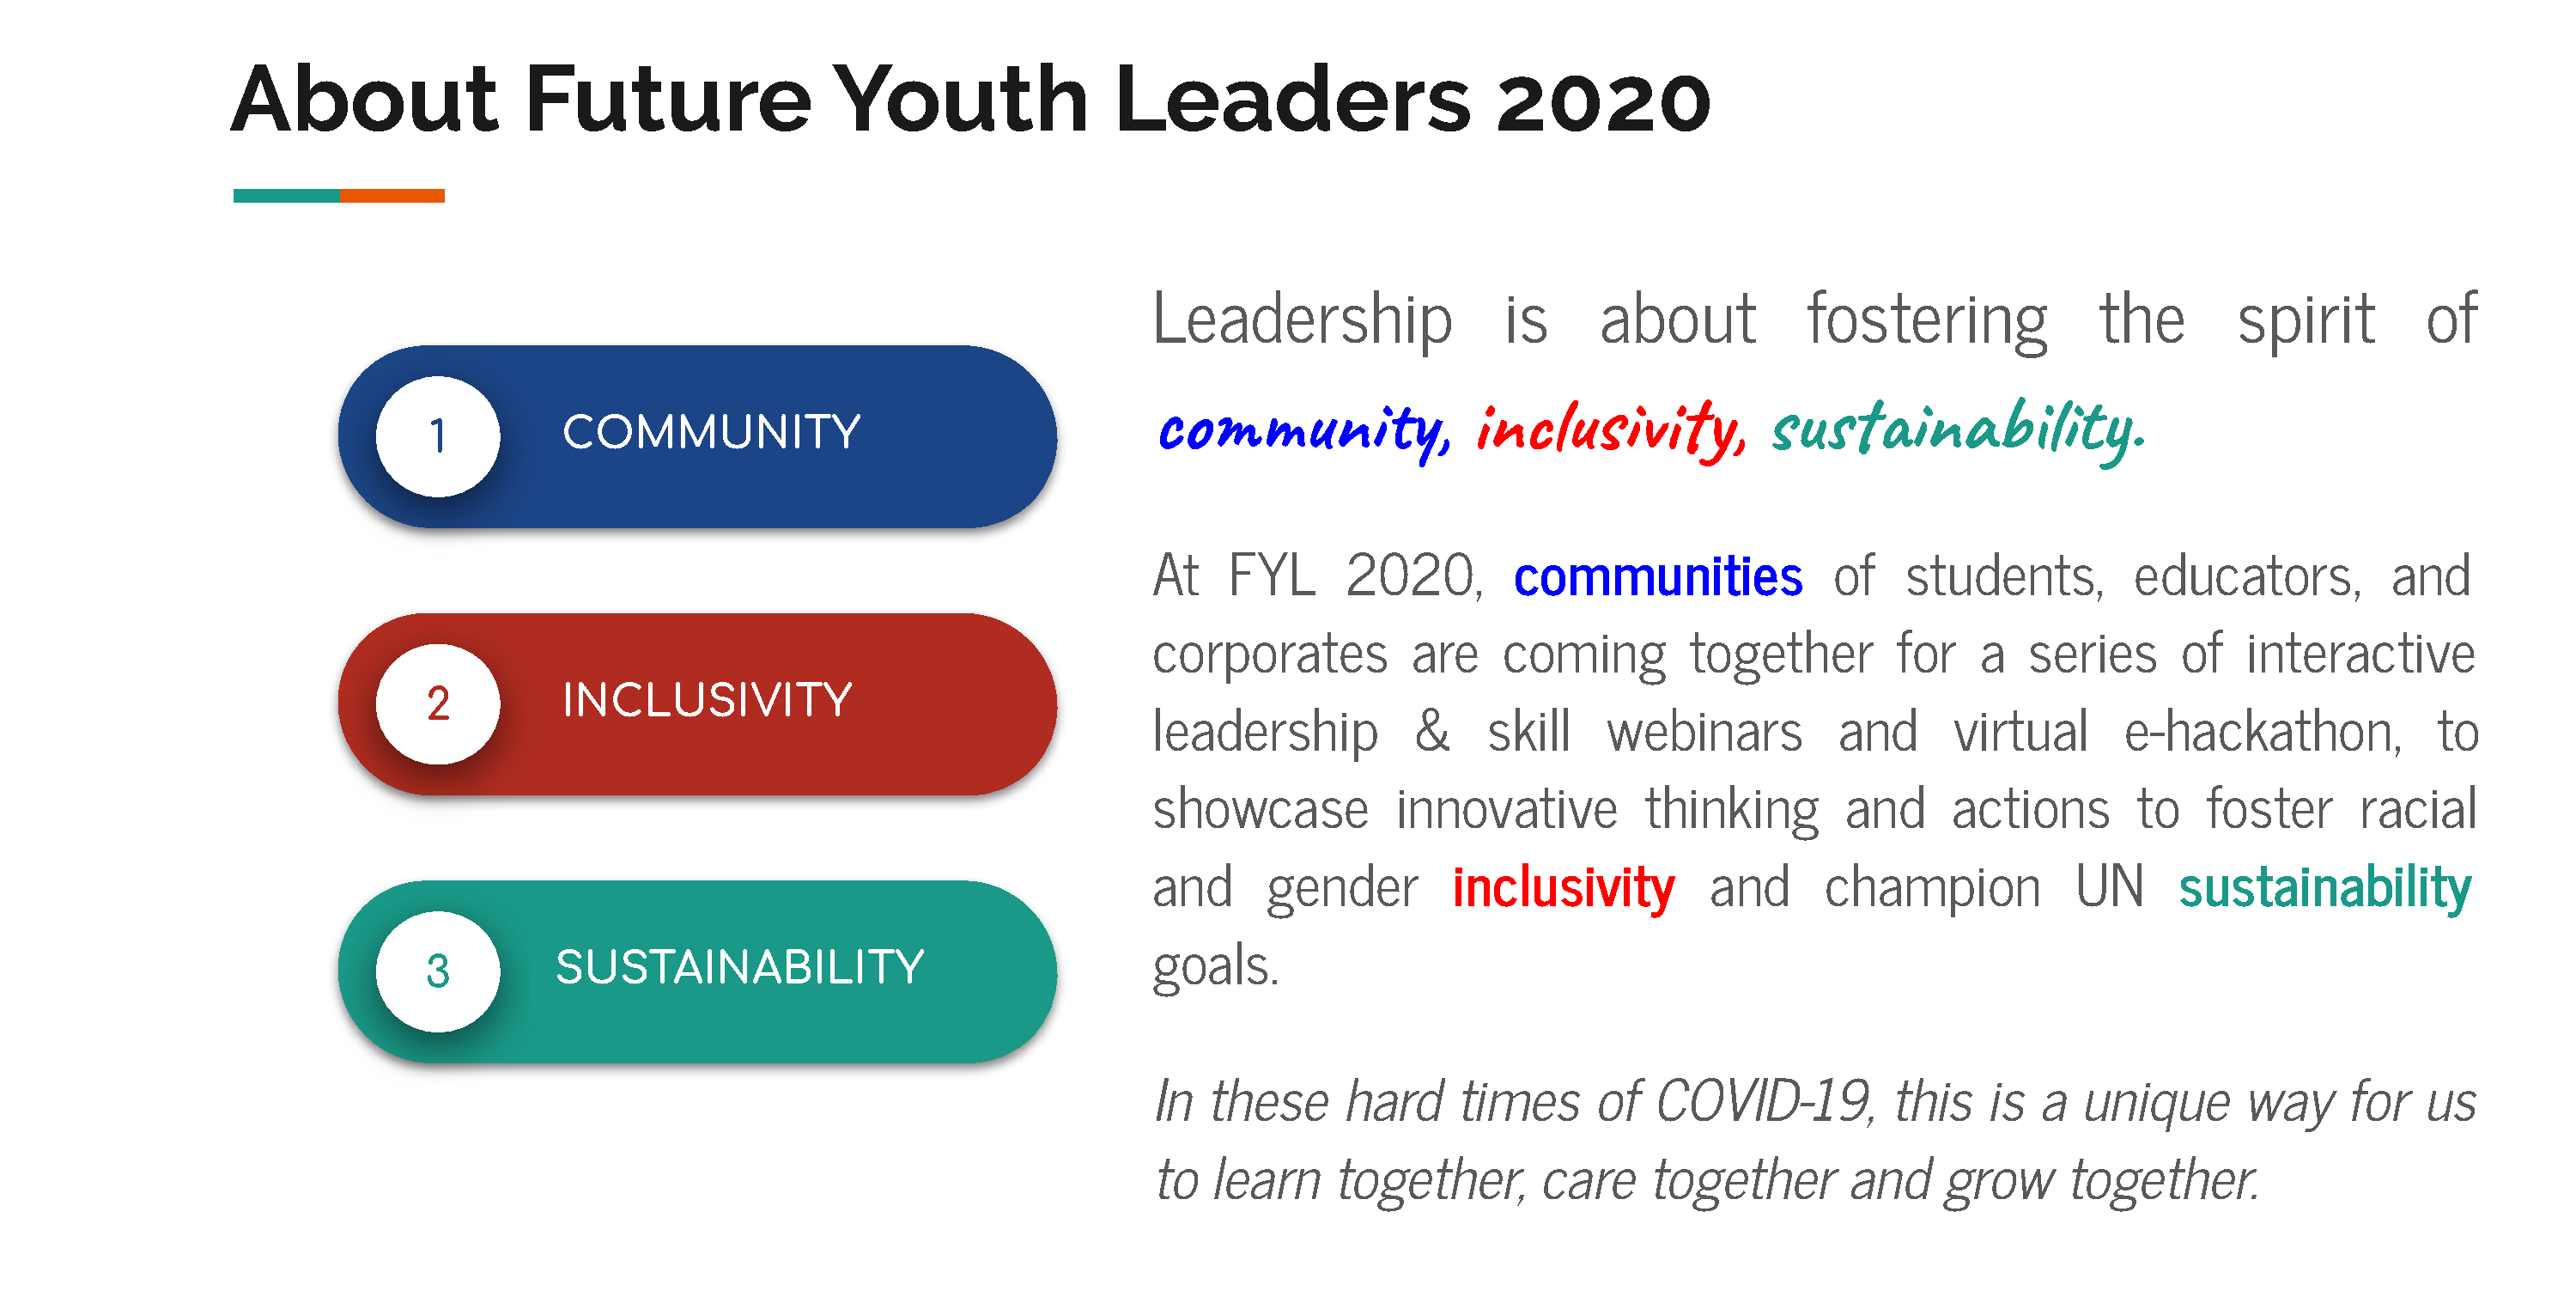 About Future Youth Leaders 2020
1 COMMUNITY
2 INCLUSIVITY
3 SUSTAINABILITY
Leadership is about fostering the spirit of
community, inclusivity, sustainability.
At FYL 2020, communities of students, educators, and
corporates are coming together for a series of interactive
leadership & skill webinars and virtual e-hackathon, to
showcase innovative thinking and actions to foster racial
and gender inclusivity and champion UN sustainability
goals.
In these hard times of COVID-19, this is a unique way for us
to learn together, care together and grow together.